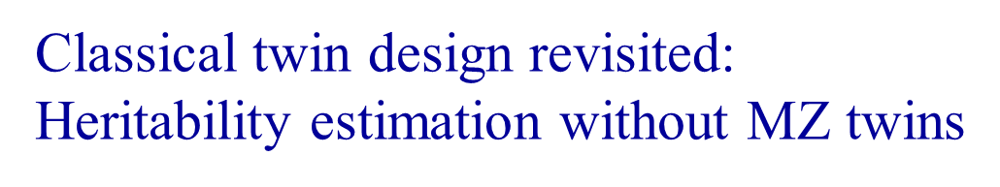 Classical twin design revisited:
Heritability estimation without MZ twins